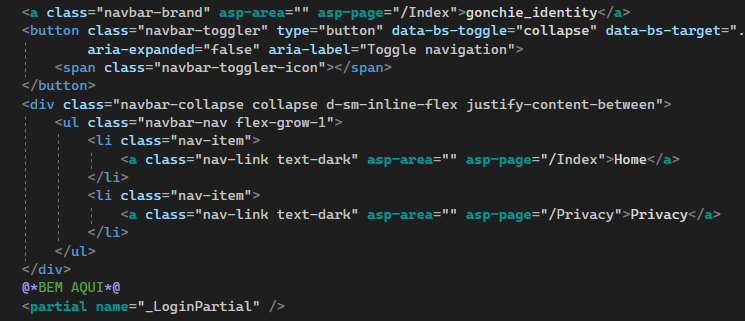 <a class="navbar-brand" asp-area="" asp-page="/Index">gonchie_identity</a>
<button class="navbar-toggler" type="button" data-bs-toggle="collapse" data-bs-target=".
aria-expanded="false" aria-label="Toggle navigation">
<span class="navbar-toggler-icon"></span>
</button>
<div class="navbar-collapse collapse d-sm-inline-flex justify-content-between">
<ul class="navbar-nav flex-grow-1">
<li class="nav-item">
<a class="nav-link text-dark" asp-area="" asp-page="/Index">Home</a>
</li>
<li class="nav-item">
<a class="nav-link text-dark" asp-area="" asp-page="/Privacy">Privacy</a>
</li>
</ul>
</div>
@*BEM AQUI*@
<partial name="_LoginPartial" />